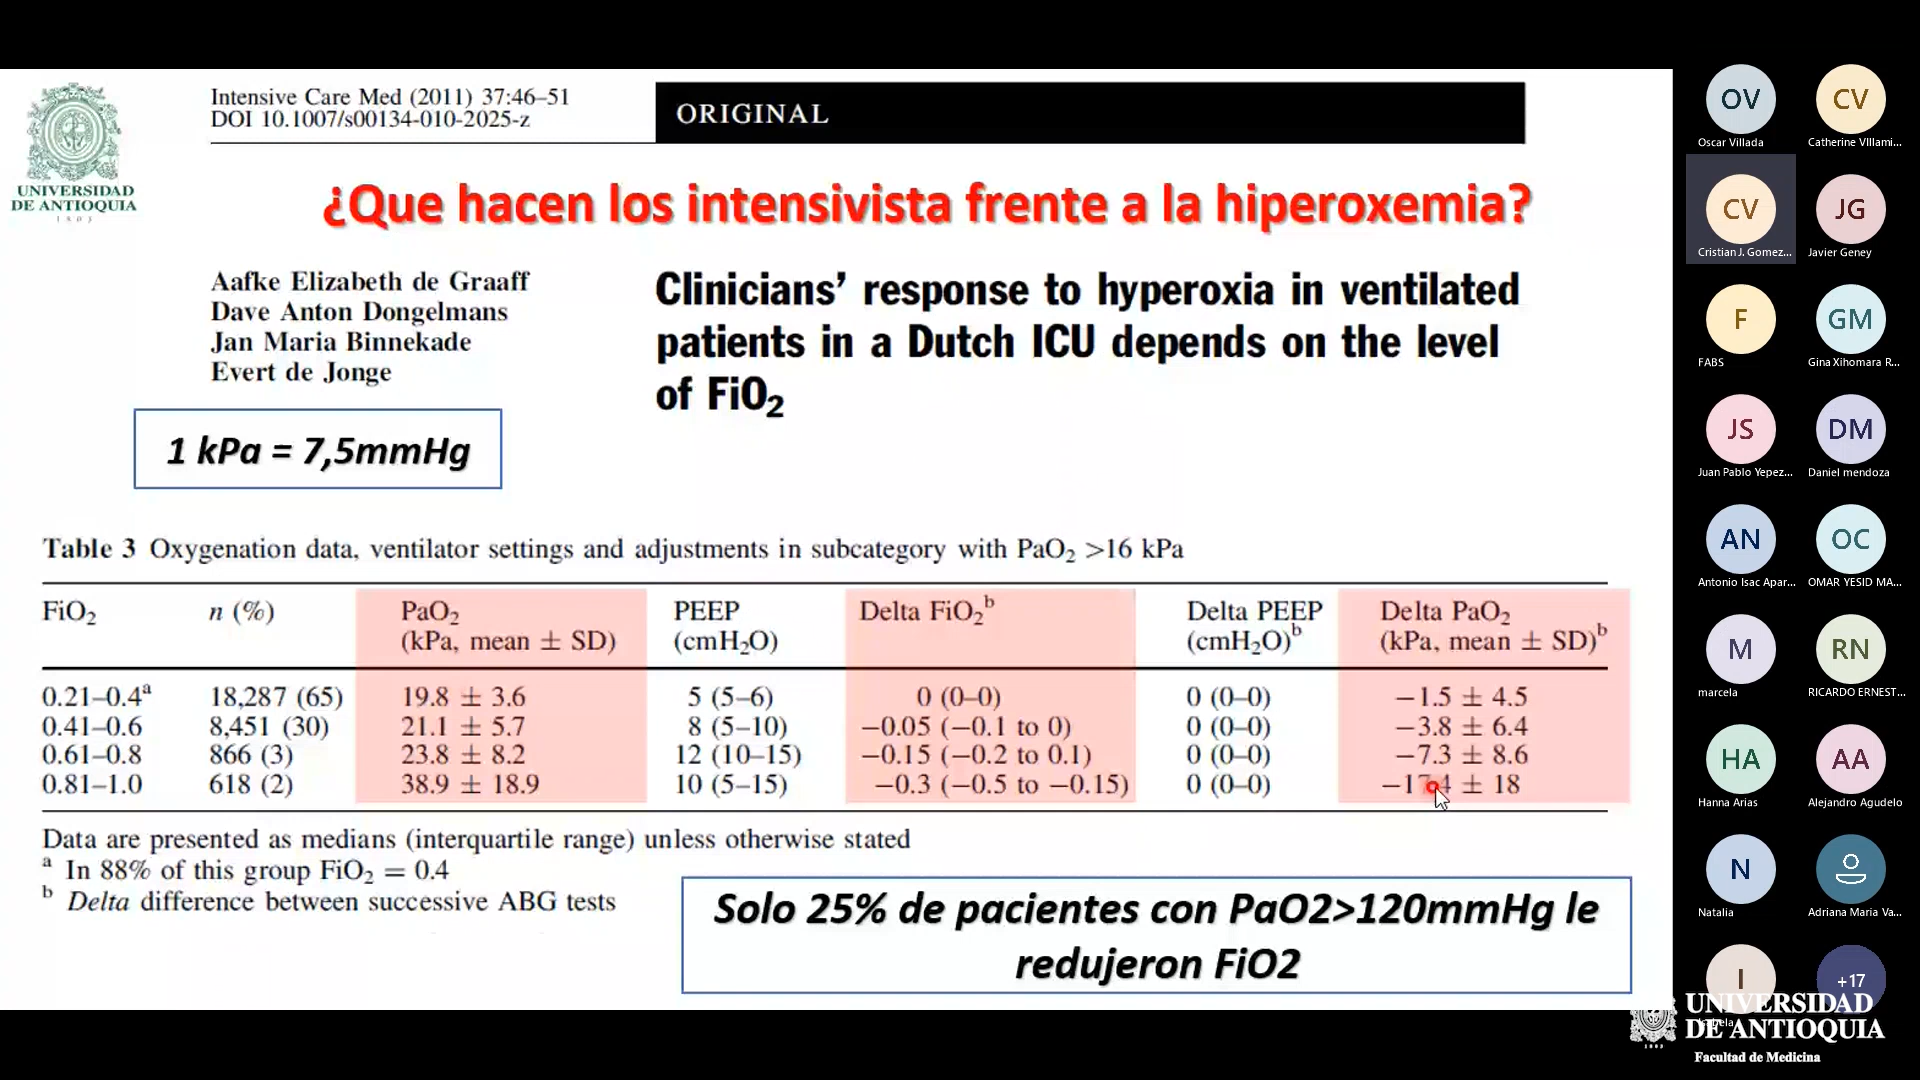 UNIVERSIDAD
DE ANTIOQUIA
1803
Intensive Care Med (2011) 37:46–51
DOI 10.1007/s00134-010-2025-z
ORIGINAL
¿Que hacen los intensivista frente a la hiperoxemia?
Aafke Elizabeth de Graaff
Dave Anton Dongelmans
Jan Maria Binnekade
Evert de Jonge
Clinicians’ response to hyperoxia in ventilated
patients in a Dutch ICU depends on the level
of FiO₂
1 kPa = 7,5mmHg
Table 3 Oxygenation data, ventilator settings and adjustments in subcategory with PaO₂ >16 kPa
FiO₂ n (%) PaO₂ (kPa, mean ± SD) PEEP (cmH₂O) Delta FiO₂ᵇ Delta PEEP (cmH₂O)ᵇ Delta PaO₂ (kPa, mean ± SD)ᵇ
0.21–0.4ᵃ 18,287 (65) 19.8 ± 3.6 5 (5–6) 0 (0–0) 0 (0–0) −1.5 ± 4.5
0.41–0.6 8,451 (30) 21.1 ± 5.7 8 (5–10) −0.05 (−0.1 to 0) 0 (0–0) −3.8 ± 6.4
0.61–0.8 866 (3) 23.8 ± 8.2 12 (10–15) −0.15 (−0.2 to 0.1) 0 (0–0) −7.3 ± 8.6
0.81–1.0 618 (2) 38.9 ± 18.9 10 (5–15) −0.3 (−0.5 to −0.15) 0 (0–0) ± 18
Data are presented as medians (interquartile range) unless otherwise stated
ᵃ In 88% of this group FiO₂ = 0.4
ᵇ Delta difference between successive ABG tests
Solo 25% de pacientes con PaO2>120mmHg le
redujeron FiO2
OV CV
Oscar Villada Catherine VIllami...
CV JG
Cristian J. Gomez... Javier Geney
F GM
FABS Gina Xihomara R...
JS DM
Juan Pablo Yepez... Daniel mendoza
AN OC
Antonio Isac Apar... OMAR YESID MA...
M RN
marcela RICARDO ERNEST...
HA AA
Hanna Arias Alejandro Agudelo
N
Natalia Adriana Maria Va...
I +17
UNIVERSIDAD
DE ANTIOQUIA
Facultad de Medicina